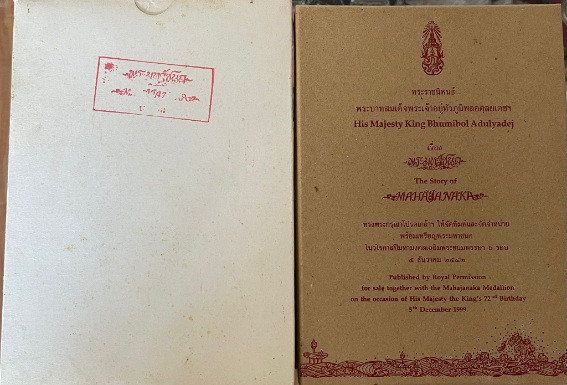 พระราชนิพนธ์
พระบาทสมเด็จพระเจ้าอยู่หัวภูมิพลอดุลยเดชฯ
His Majesty King Bhumibol Adulyadej
เรื่อง
พระมหาชนก
The Story of
MAHAJANAKA
ทรงพระกรุณาโปรดเกล้าฯ ให้จัดพิมพ์และจัดจำหน่าย
พร้อมเหรียญพระมหาชนก
ในวโรกาสปีมหามงคลเฉลิมพระชนมพรรษา ๖ รอบ
๕ ธันวาคม ๒๕๔๒
Published by Royal Permission
for sale together with the Mahajanaka Medallion
on the occasion of His Majesty the King's 72nd Birthday
5th December 1999.